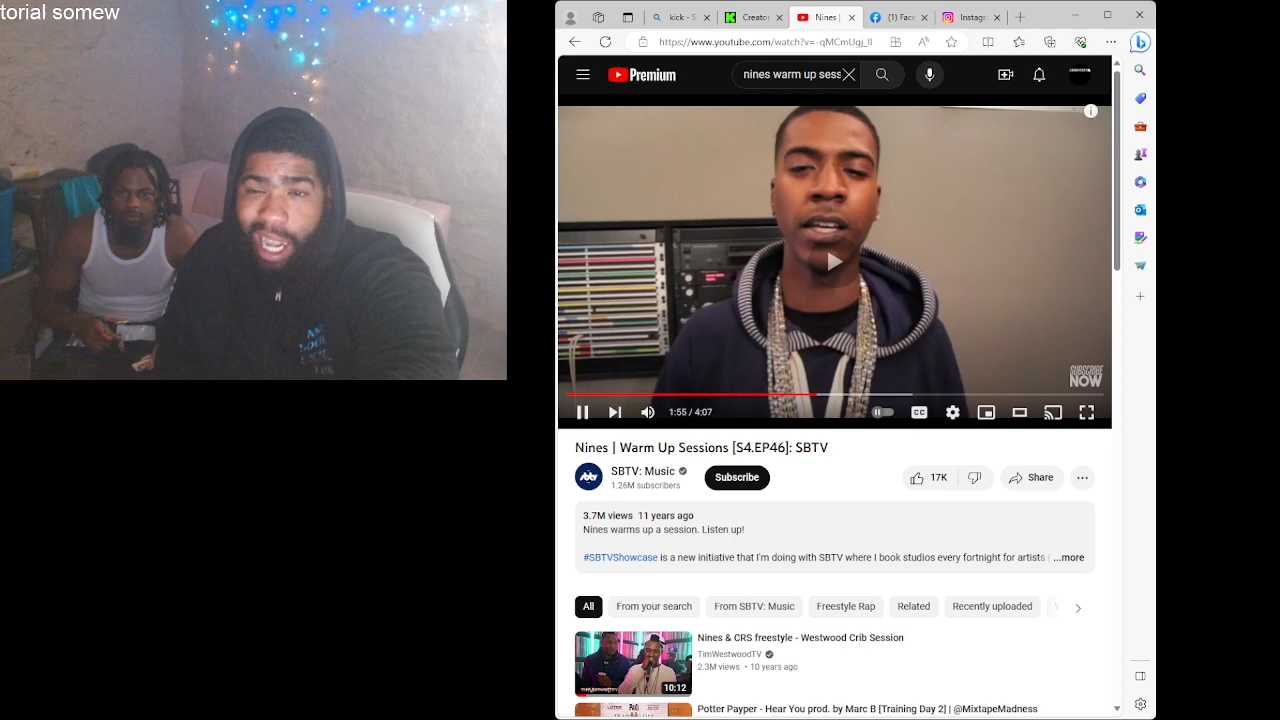 torial somew
kick - S
Creator
Nines |
(1) Fac
Instagr
https://www.youtube.com/watch?v=-qMCmUgj_lI
Premium
nines warm up sess
SUBSCRIBE
NOW
1:55 / 4:07
CC
Nines | Warm Up Sessions [S4.EP46]: SBTV
SBTV: Music
1.26M subscribers
Subscribe
17K
Share
3.7M views 11 years ago
Nines warms up a session. Listen up!
#SBTVShowcase is a new initiative that I'm doing with SBTV where I book studios every fortnight for artists ( ...more
All
From your search
From SBTV: Music
Freestyle Rap
Related
Recently uploaded
Nines & CRS freestyle - Westwood Crib Session
TimWestwoodTV
2.3M views • 10 years ago
10:12
Potter Payper - Hear You prod. by Marc B [Training Day 2] | @MixtapeMadness